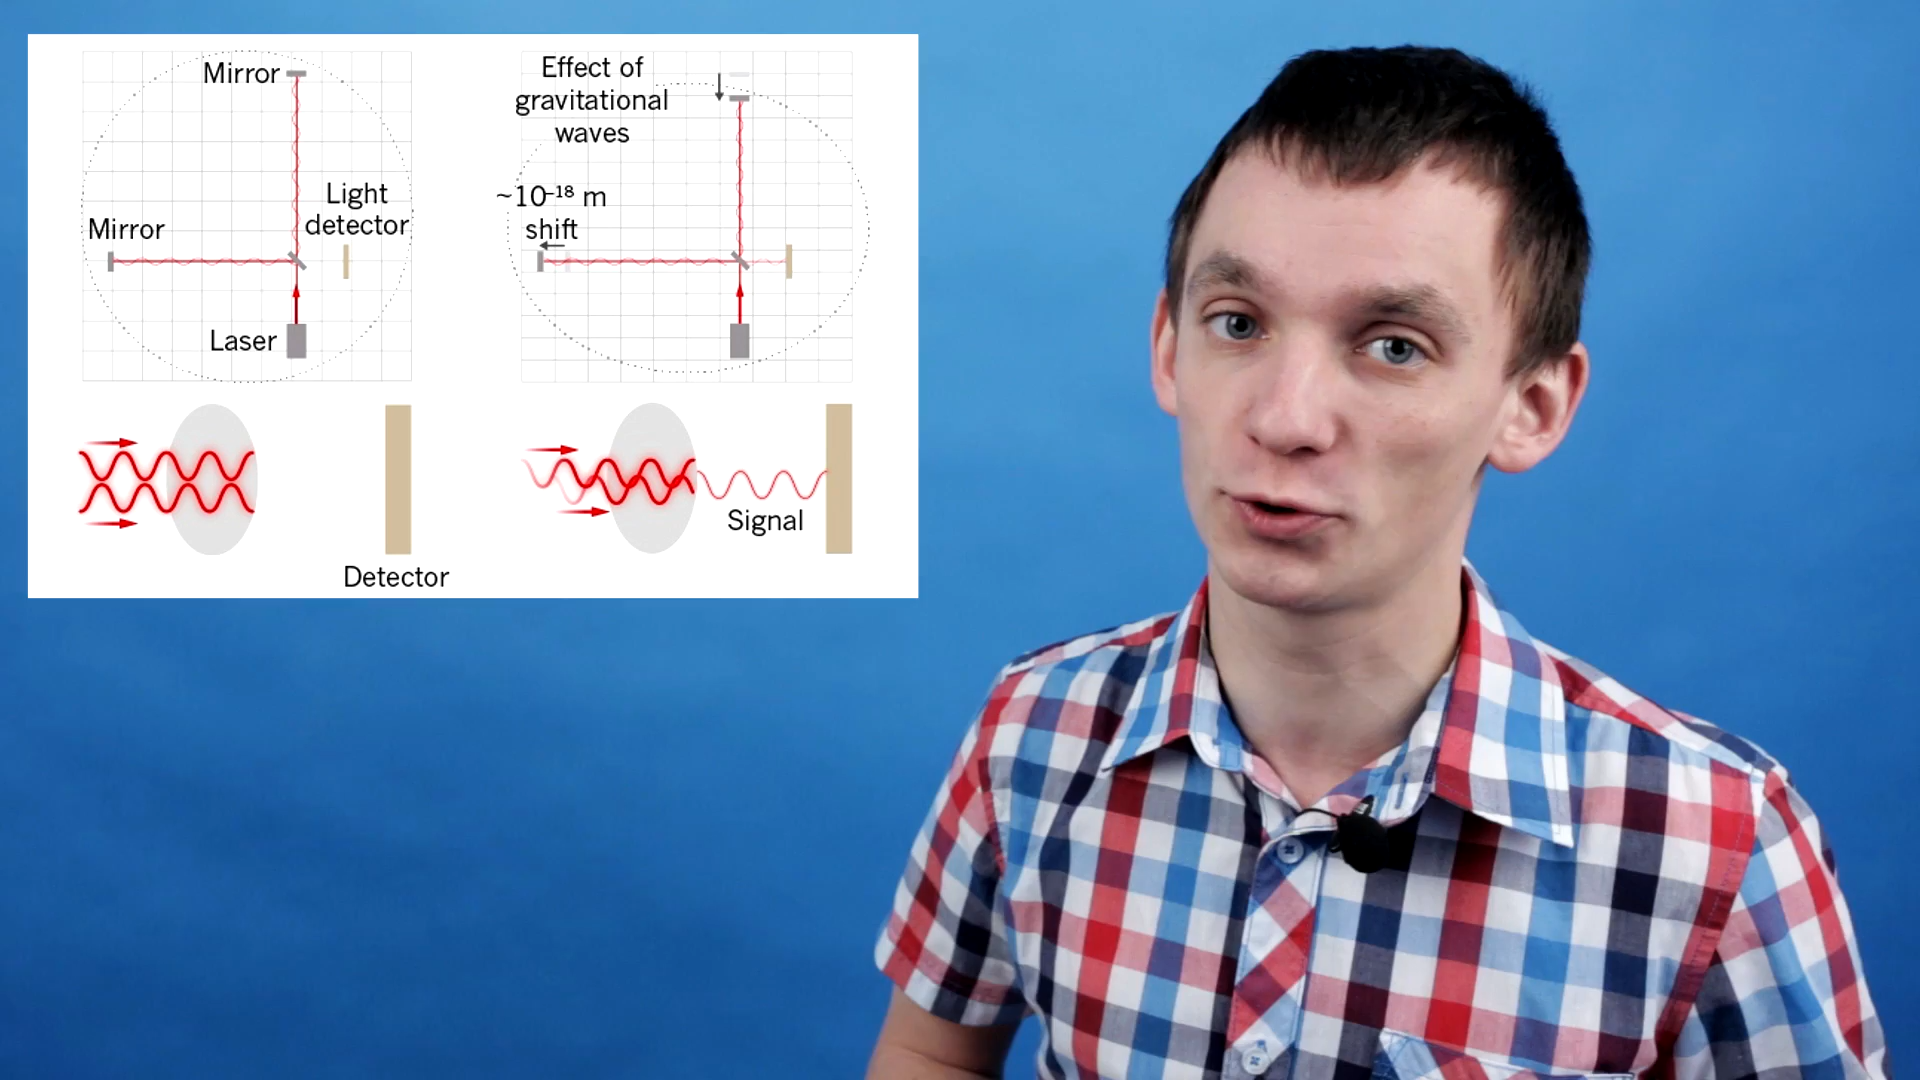 Mirror
Light
detector
Mirror
Laser
Effect of
gravitational
waves
~10⁻¹⁸ m
shift
Signal
Detector